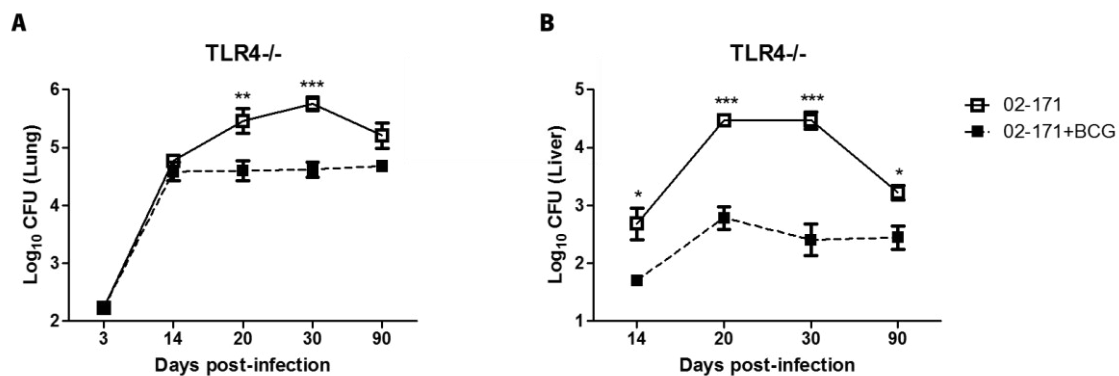 A
TLR4-/-
Log10 CFU (Lung)
6
5
4
3
2
**
***
3 14 20 30 90
Days post-infection
B
TLR4-/-
Log10 CFU (Liver)
5
4
3
2
1
*
***
***
*
14 20 30 90
Days post-infection
02-171
02-171+BCG